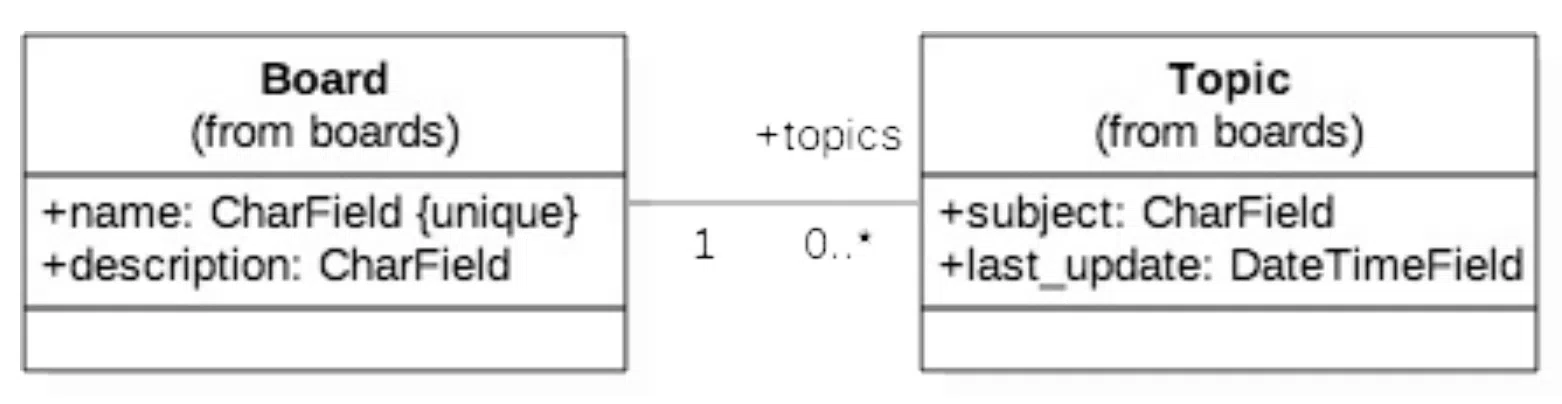 Board
(from boards)
+name: CharField {unique}
+description: CharField
+topics
1 0..*
Topic
(from boards)
+subject: CharField
+last_update: DateTimeField